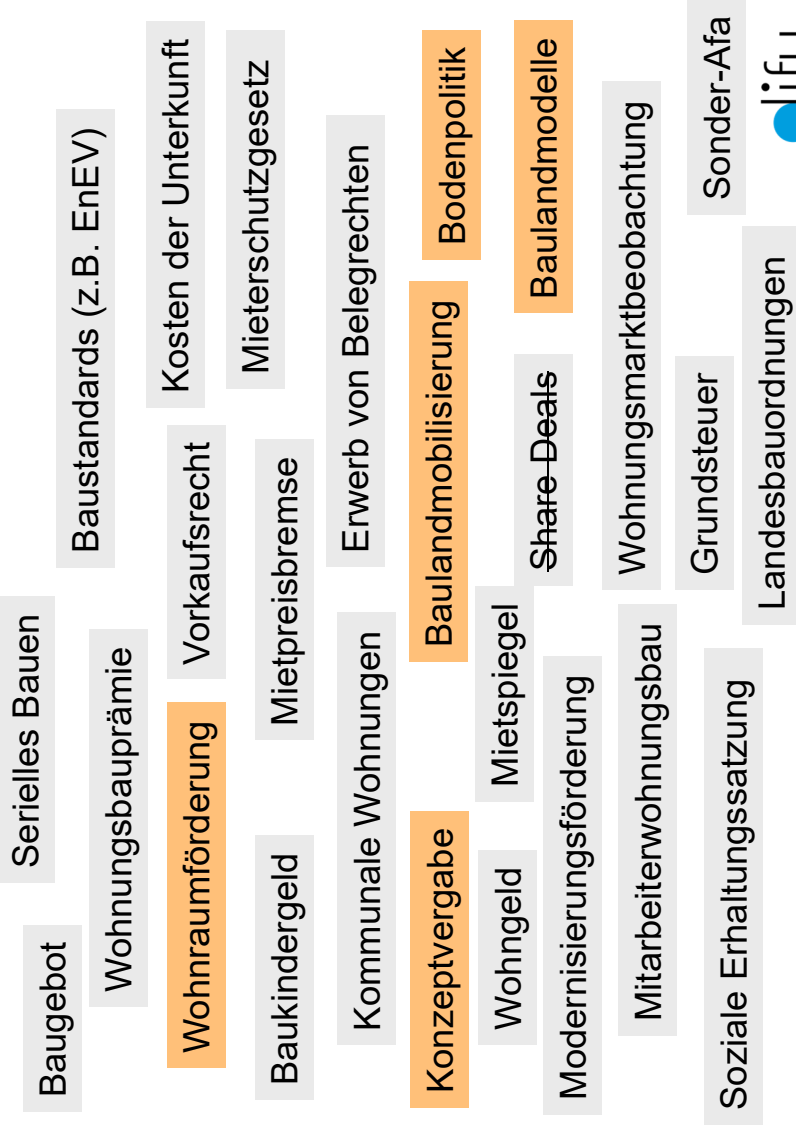 Serielles Bauen
Baugebot
Baustandards (z.B. EnEV)
Wohnungsbauprämie
Kosten der Unterkunft
Vorkaufsrecht
Wohnraumförderung
Mieterschutzgesetz
Mietpreisbremse
Baukindergeld
Erwerb von Belegrechten
Kommunale Wohnungen
Bodenpolitik
Baulandmobilisierung
Konzeptvergabe
Baulandmodelle
Share Deals
Mietspiegel
Wohngeld
Modernisierungsförderung
Wohnungsmarktbeobachtung
Mitarbeiterwohnungsbau
Sonder-Afa
Grundsteuer
Soziale Erhaltungssatzung
Landesbauordnungen